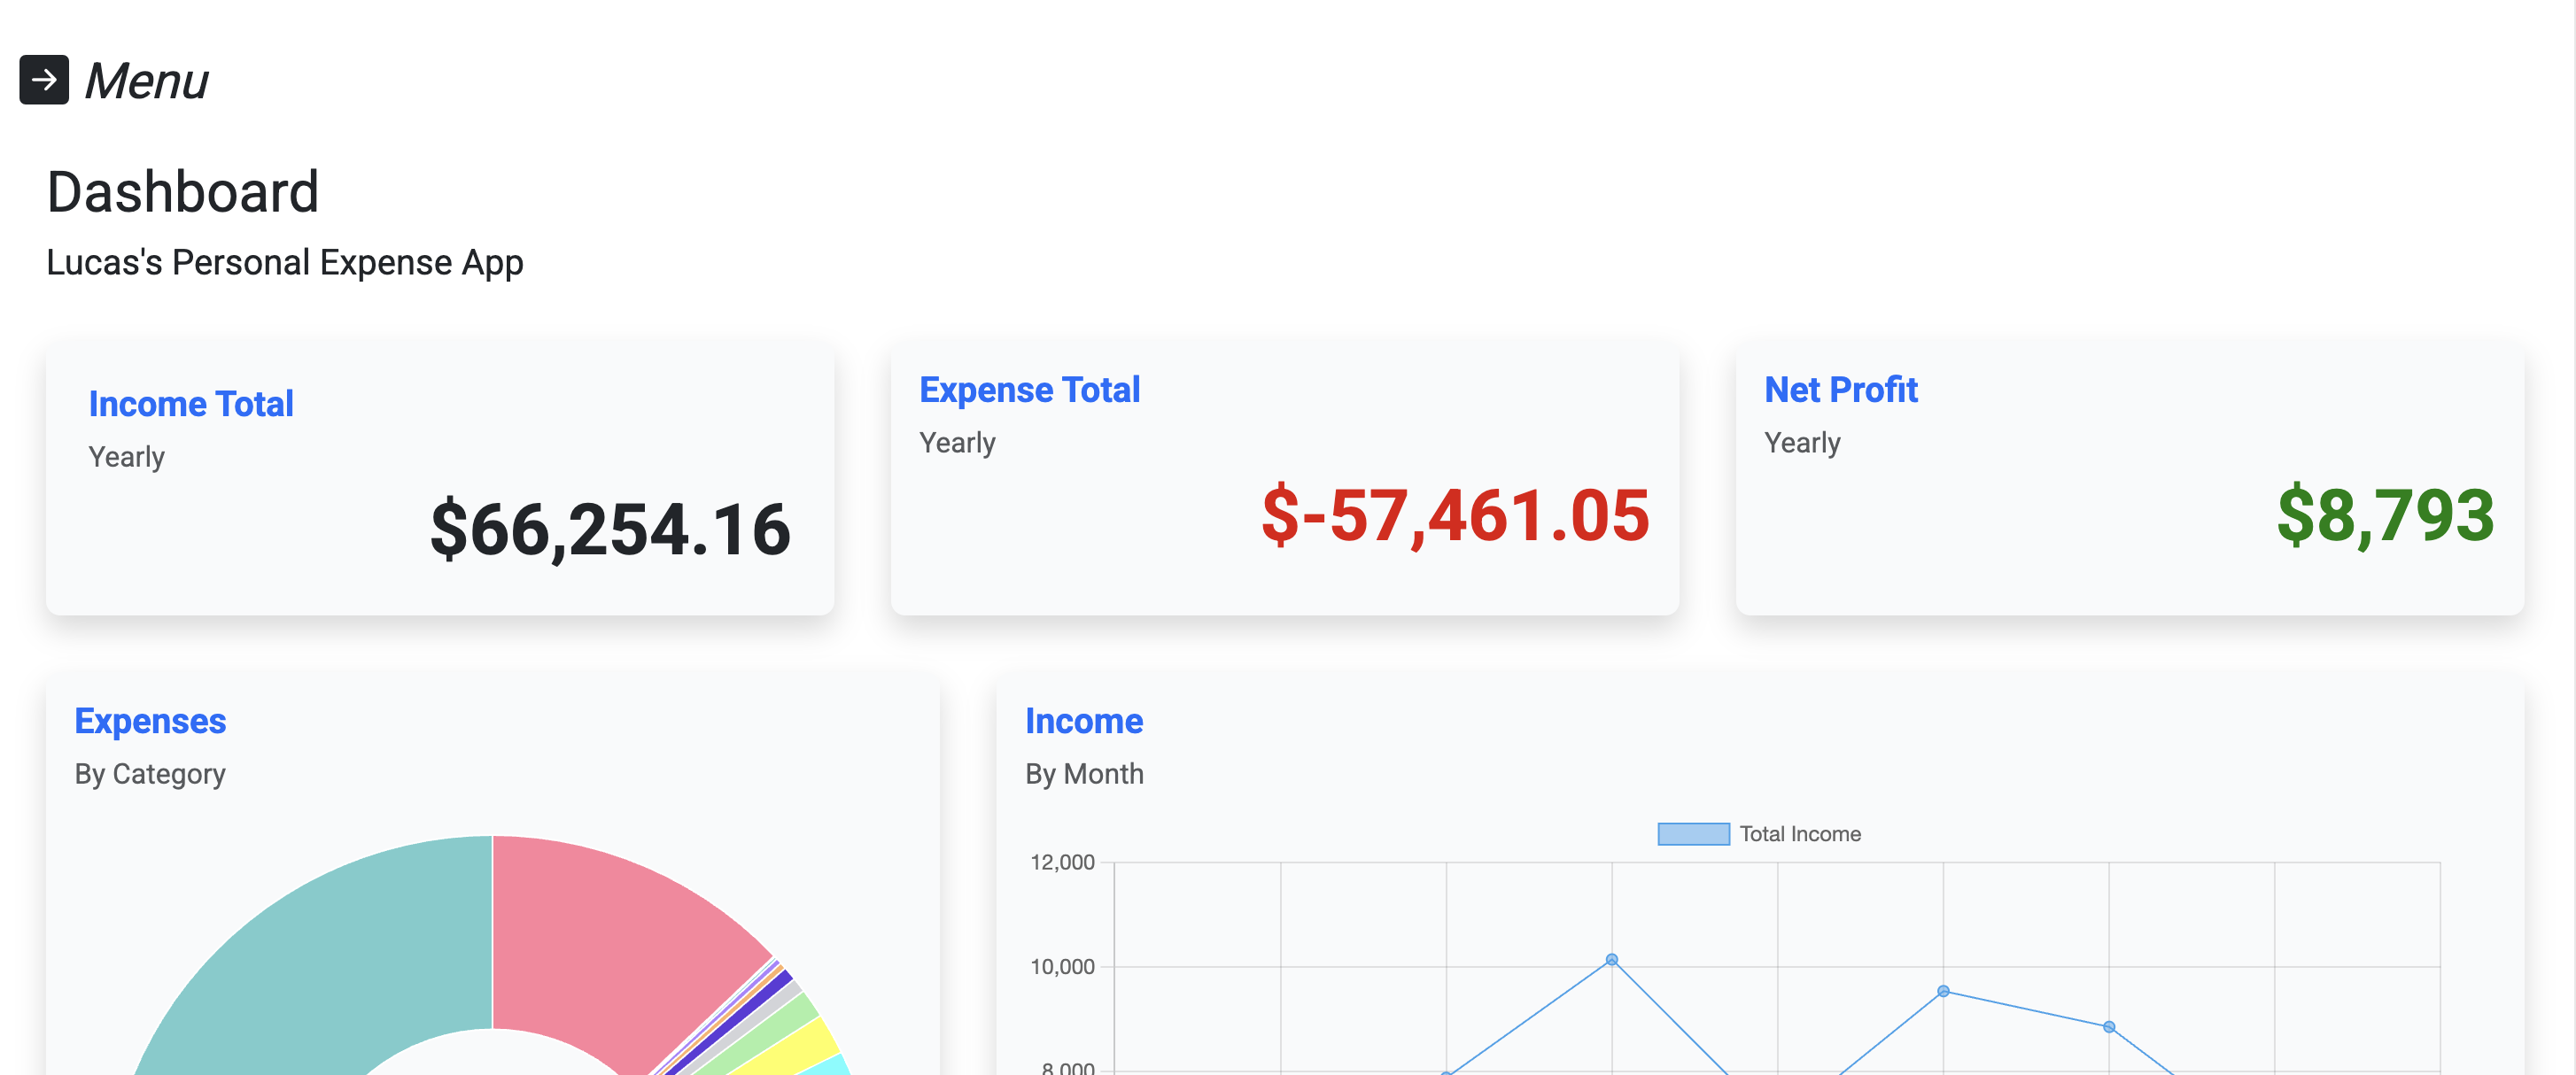 Menu
Dashboard
Lucas's Personal Expense App
Income Total
Yearly
$66,254.16
Expense Total
Yearly
$-57,461.05
Net Profit
Yearly
$8,793
Expenses
By Category
Income
By Month
Total Income
12,000
10,000
8,000